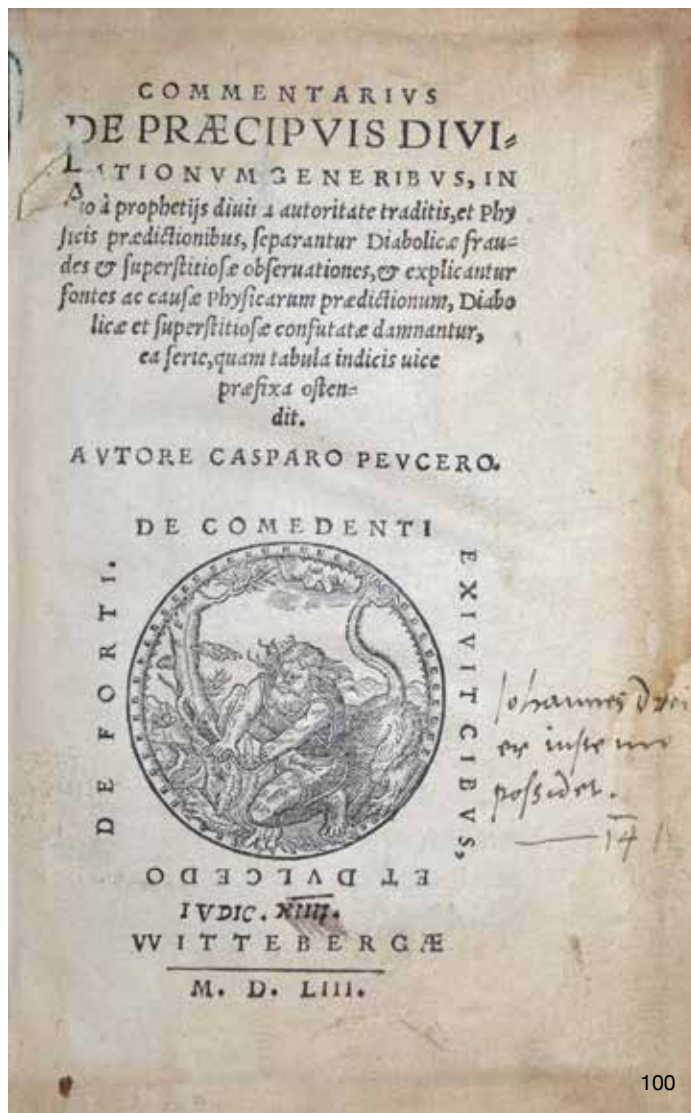 COMMENTARIVS
DE PRÆCIPVIS DIVI⸗
TIONVM GENERIBVS, IN
à prophetijs autoritate traditis, et Phy
sicis prædictionibus, separantur Diabolicæ frau⸗
des & superstitiosæ obseruationes, & explicantur
fontes ac causæ Physicarum prædictionum, Diabo
licæ et superstitiosæ confutatæ damnantur,
ea serie, quam tabula indicis uice
præfixa osten⸗
dit.
AVTORE CASPARO PEVCERO.
DE COMEDENTI
EXIVIT CIBVS,
ET DVLCEDO
DE FORTI.
IVDIC. XIIII.
VVITTEBERGÆ
M. D. LIII.
Johannes
iuste
possidet.
100